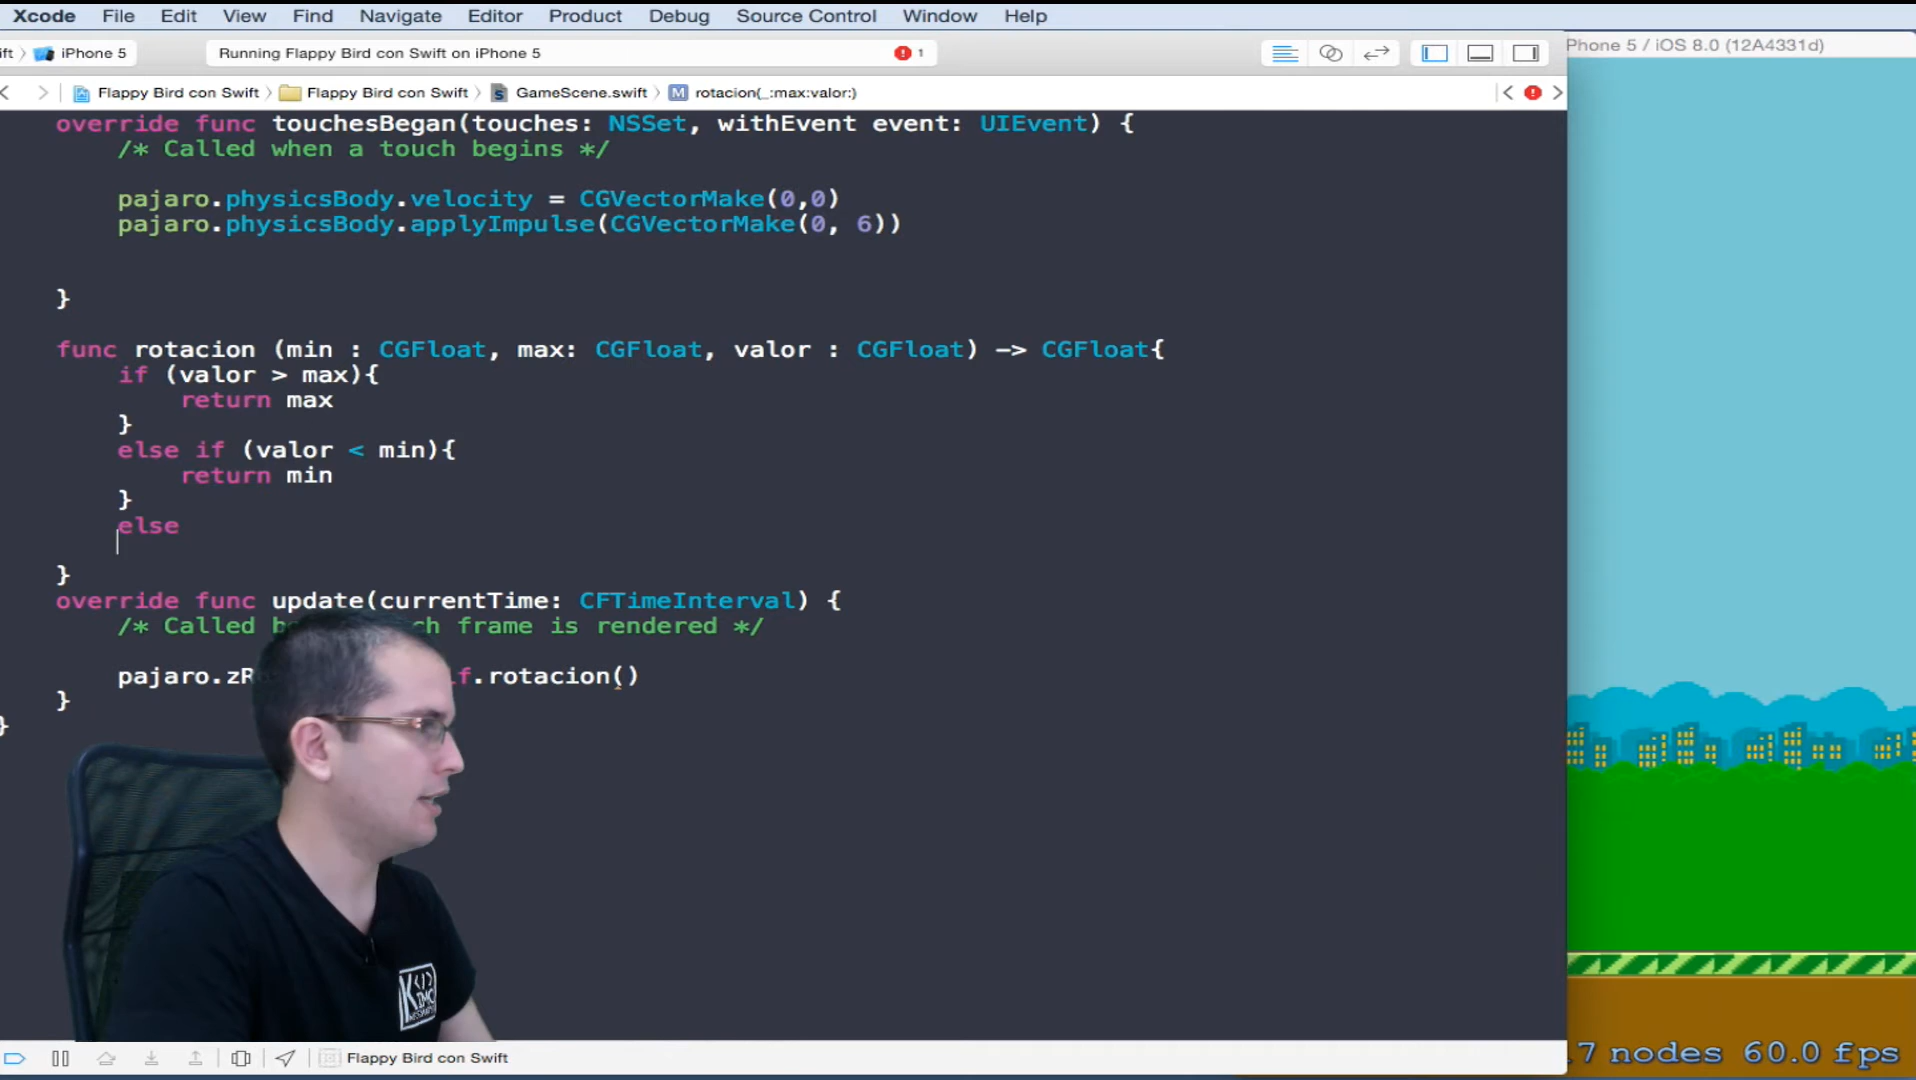 Xcode File Edit View Find Navigate Editor Product Debug Source Control Window Help
ift iPhone 5 Running Flappy Bird con Swift on iPhone 5 1
Phone 5 / iOS 8.0 (12A4331d)
Flappy Bird con Swift Flappy Bird con Swift GameScene.swift M rotacion(_:max:valor:)
override func touchesBegan(touches: NSSet, withEvent event: UIEvent) {
/* Called when a touch begins */
pajaro.physicsBody.velocity = CGVectorMake(0,0)
pajaro.physicsBody.applyImpulse(CGVectorMake(0, 6))
}
func rotacion (min : CGFloat, max: CGFloat, valor : CGFloat) -> CGFloat{
if (valor > max){
return max
}
else if (valor < min){
return min
}
else
}
override func update(currentTime: CFTimeInterval) {
/* Called frame is rendered */
pajaro.zR lf.rotacion()
}
}
Flappy Bird con Swift
7 nodes 60.0 fps